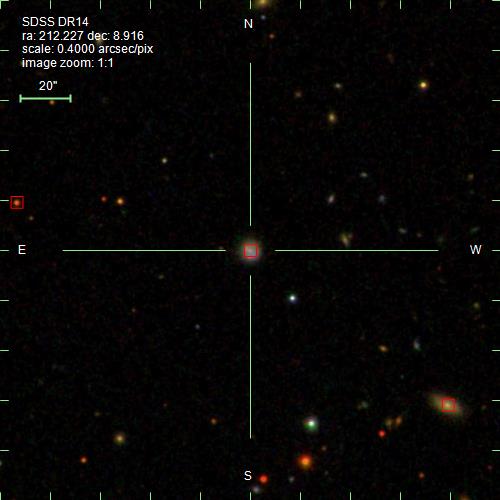 SDSS DR14
ra: 212.227 dec: 8.916
scale: 0.4000 arcsec/pix
image zoom: 1:1
20"
N
E
W
S